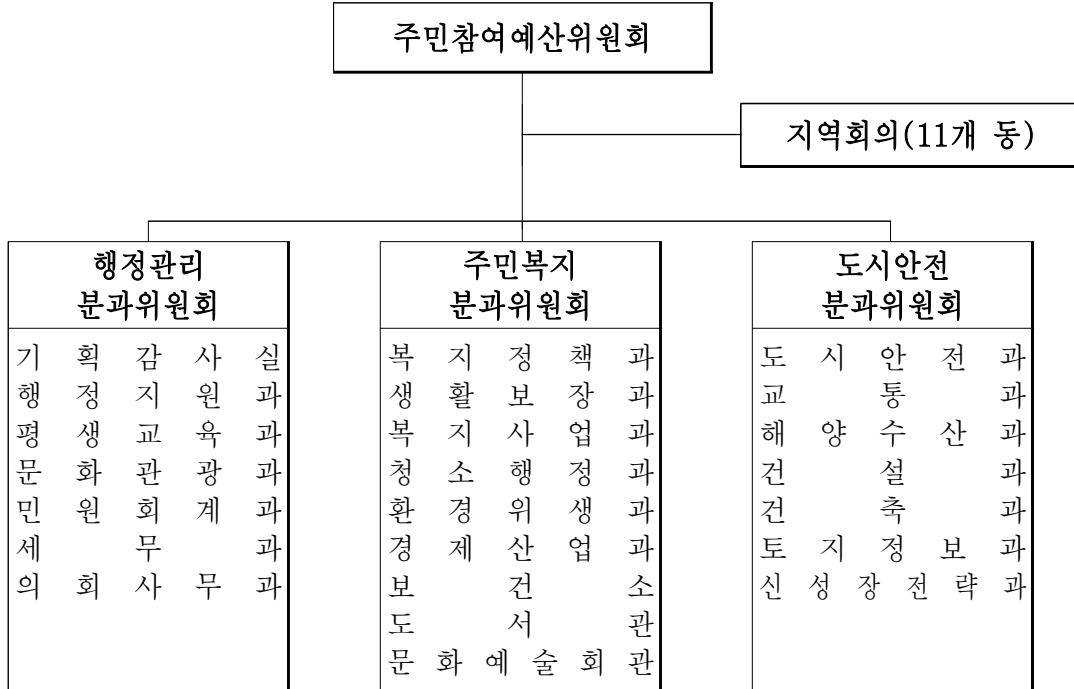 주민참여예산위원회
지역회의(11개 동)
행정관리
분과위원회
기획감사실
행정지원과
평생교육과
문화관광과
민원회계과
세무과
의회사무과
주민복지
분과위원회
복지정책과
생활보장과
복지사업과
청소행정과
환경위생과
경제산업과
보건소
도서관
문화예술회관
도시안전
분과위원회
도시안전과
교통과
해양수산과
건설과
건축과
토지정보과
신성장전략과